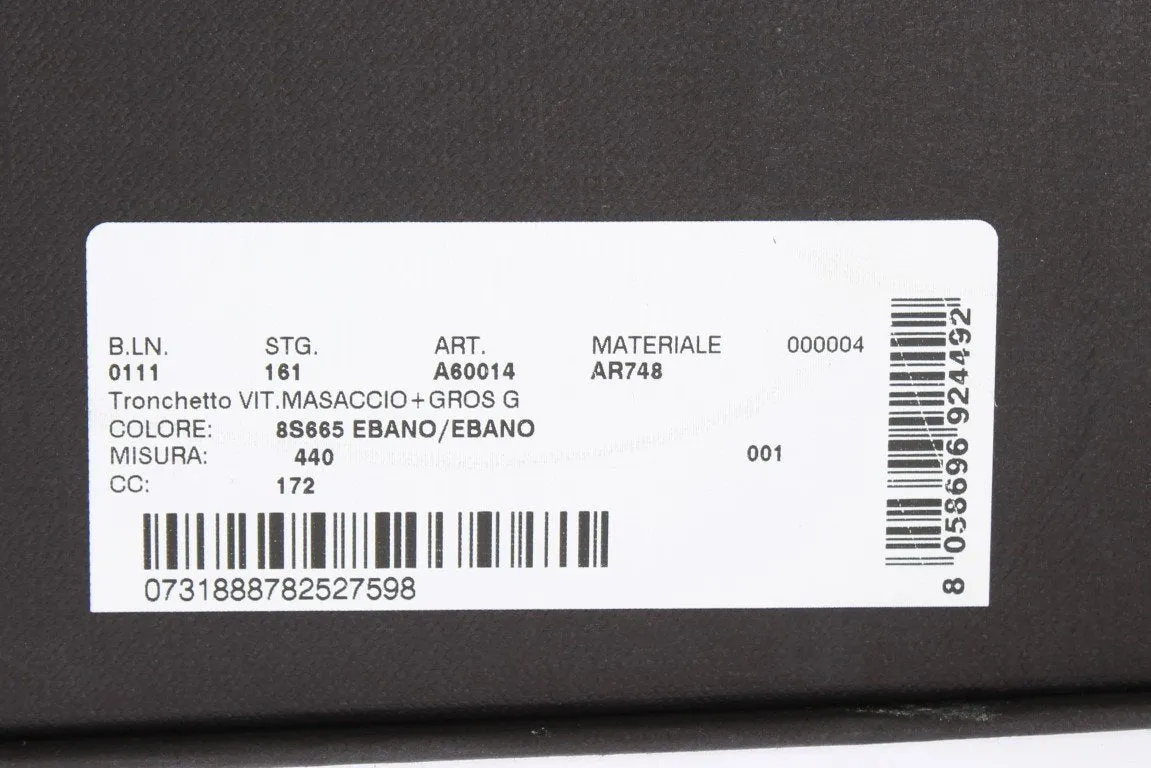 B.LN. STG. ART. MATERIALE 000004
0111 161 A60014 AR748
Tronchetto VIT.MASACCIO+GROS G
COLORE: 8S665 EBANO/EBANO
MISURA: 440 001
CC: 172
0731888782527598
8 058696 924492